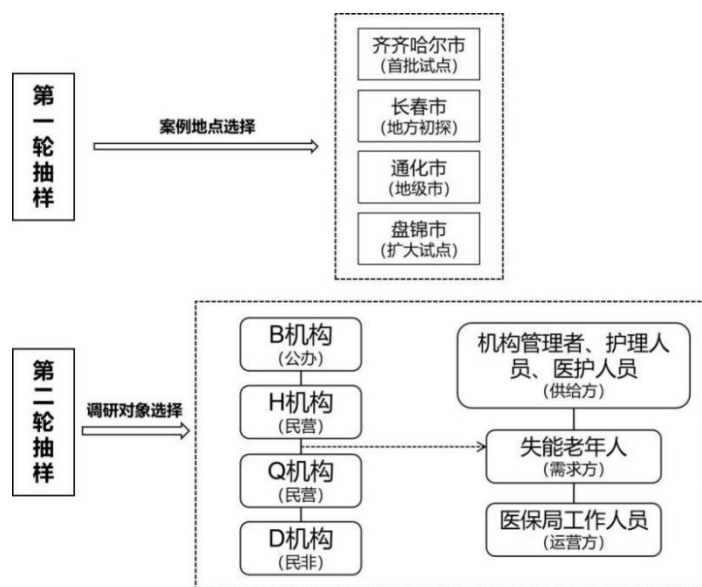 第一轮抽样
案例地点选择
齐齐哈尔市
(首批试点)
长春市
(地方初探)
通化市
(地级市)
盘锦市
(扩大试点)
第二轮抽样
调研对象选择
B机构
(公办)
H机构
(民营)
Q机构
(民营)
D机构
(民非)
机构管理者、护理人
员、医护人员
(供给方)
失能老年人
(需求方)
医保局工作人员
(运营方)